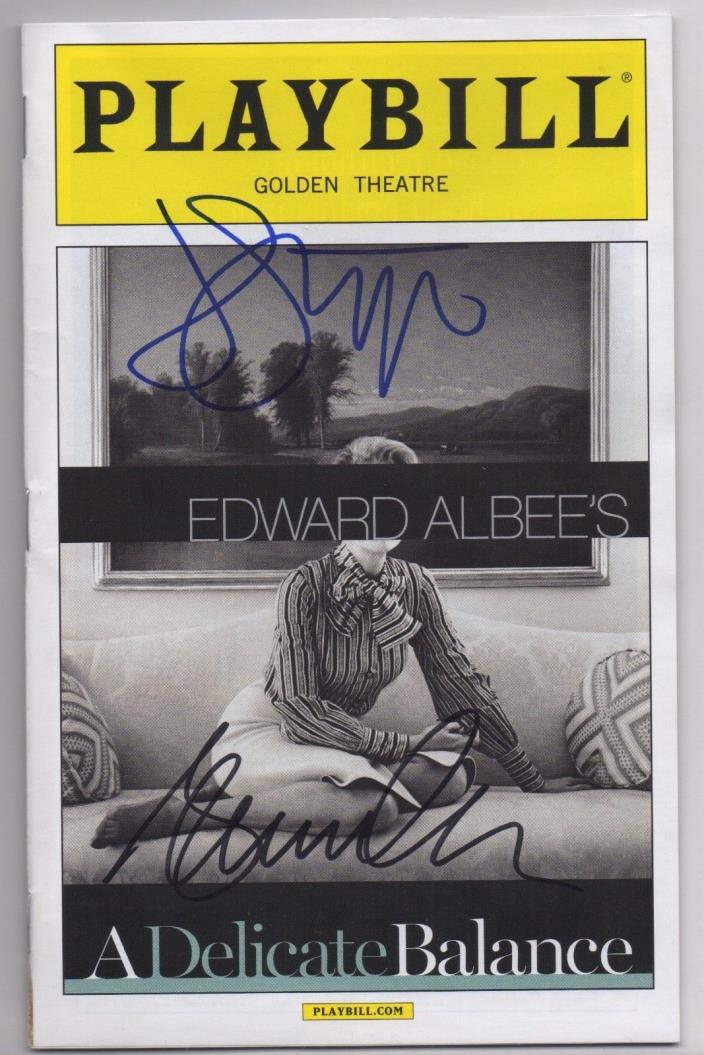 PLAYBILL®
GOLDEN THEATRE
EDWARD ALBEE'S
A Delicate Balance
PLAYBILL.COM